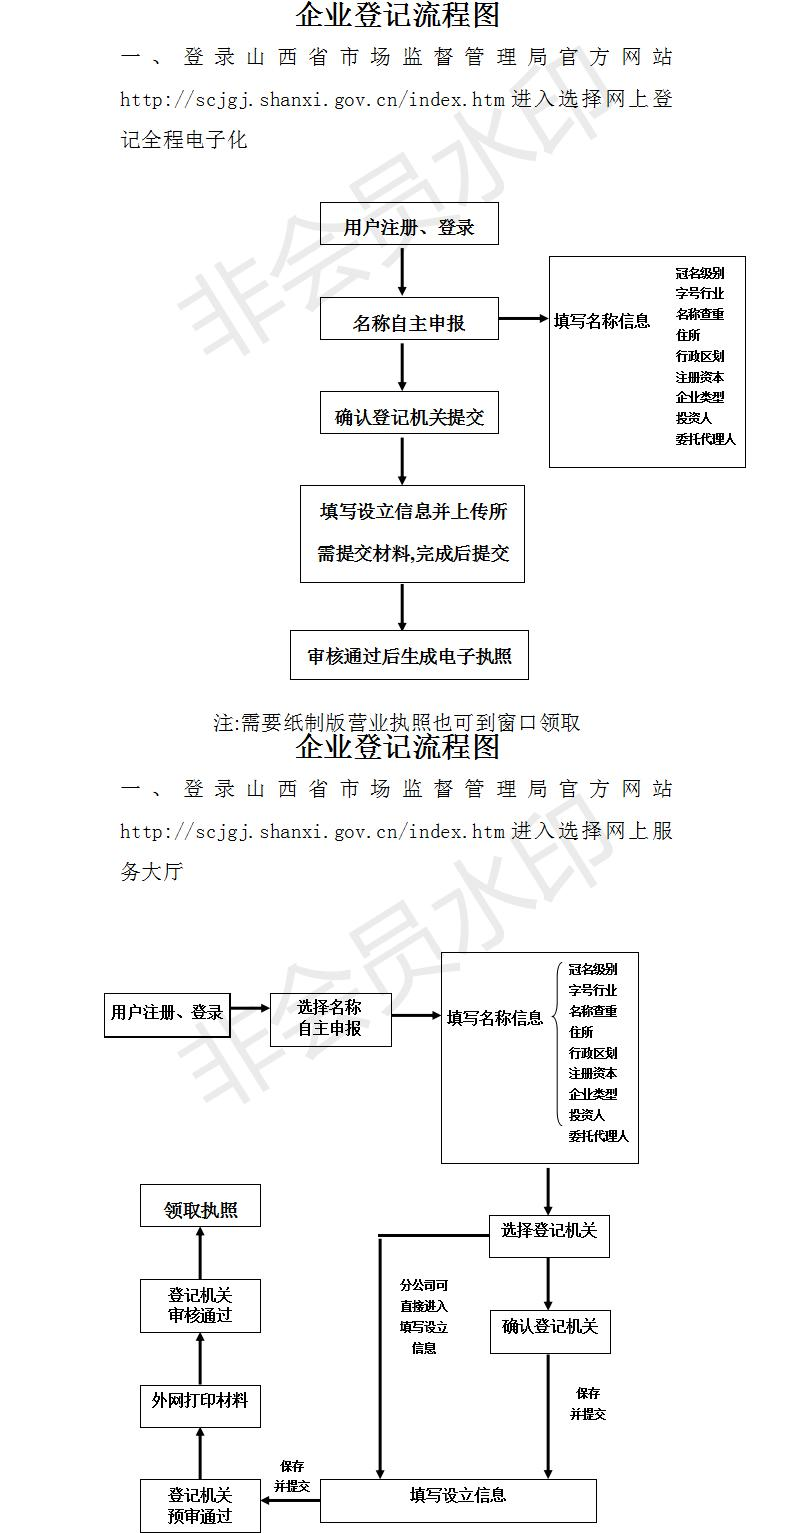 企业登记流程图
一、登录山西省市场监督管理局官方网站
http://scjgj.shanxi.gov.cn/index.htm进入选择网上登
记全程电子化
用户注册、登录
名称自主申报
填写名称信息
冠名级别
字号行业
名称查重
住所
行政区划
注册资本
企业类型
投资人
委托代理人
确认登记机关提交
填写设立信息并上传所
需提交材料,完成后提交
审核通过后生成电子执照
注:需要纸制版营业执照也可到窗口领取
非会员水印
企业登记流程图
一、登录山西省市场监督管理局官方网站
http://scjgj.shanxi.gov.cn/index.htm进入选择网上服
务大厅
用户注册、登录
选择名称
自主申报
填写名称信息
冠名级别
字号行业
名称查重
住所
行政区划
注册资本
企业类型
投资人
委托代理人
选择登记机关
分公司可
直接进入
填写设立
信息
确认登记机关
保存
并提交
填写设立信息
保存
并提交
登记机关
预审通过
外网打印材料
登记机关
审核通过
领取执照
非会员水印